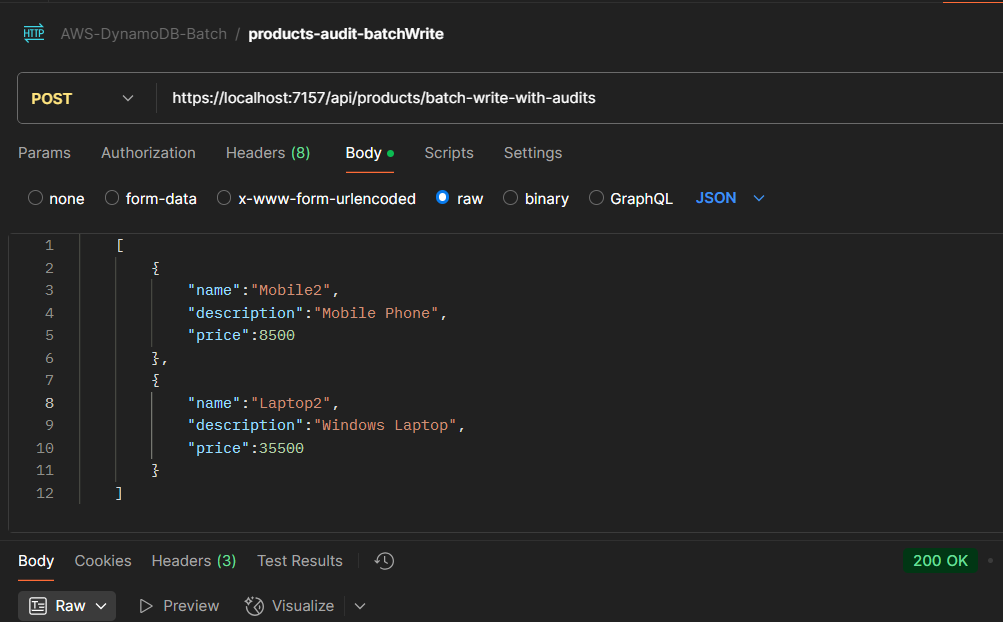 HTTP AWS-DynamoDB-Batch / products-audit-batchWrite
POST https://localhost:7157/api/products/batch-write-with-audits
Params Authorization Headers (8) Body Scripts Settings
none form-data x-www-form-urlencoded raw binary GraphQL JSON
1 [
2 {
3 "name":"Mobile2",
4 "description":"Mobile Phone",
5 "price":8500
6 },
7 {
8 "name":"Laptop2",
9 "description":"Windows Laptop",
10 "price":35500
11 }
12 ]
Body Cookies Headers (3) Test Results 200 OK
Raw Preview Visualize